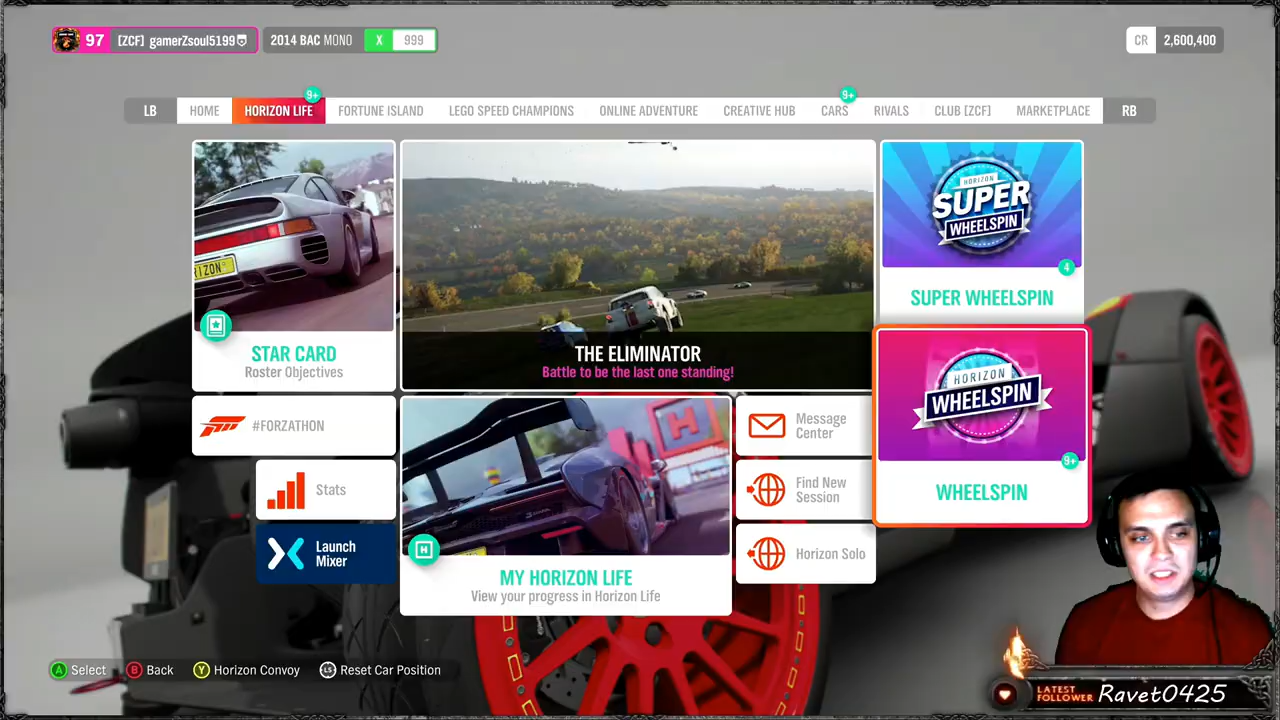 97 [ZCF] gamerZsoul5199 2014 BAC MONO X 999
CR 2,600,400
9+ 9+
LB HOME HORIZON LIFE FORTUNE ISLAND LEGO SPEED CHAMPIONS ONLINE ADVENTURE CREATIVE HUB CARS RIVALS CLUB [ZCF] MARKETPLACE RB
HORIZON
SUPER
WHEELSPIN
4
SUPER WHEELSPIN
STAR CARD
Roster Objectives
THE ELIMINATOR
Battle to be the last one standing!
HORIZON
WHEELSPIN
9+
WHEELSPIN
#FORZATHON
Stats
Launch
Mixer
MY HORIZON LIFE
View your progress in Horizon Life
Message
Center
Find New
Session
Horizon Solo
A Select B Back Y Horizon Convoy LS Reset Car Position
LATEST
FOLLOWER Ravet0425